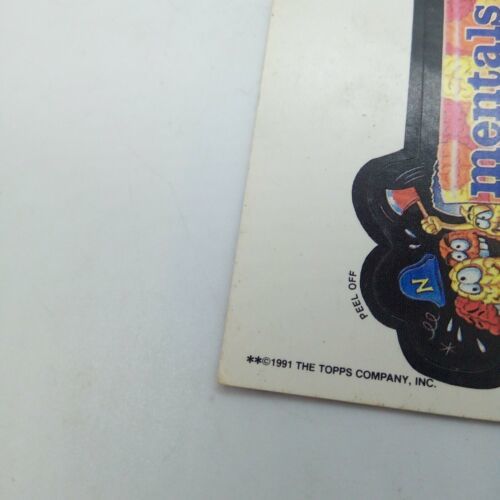 mentals
N
PEEL OFF
**©1991 THE TOPPS COMPANY, INC.